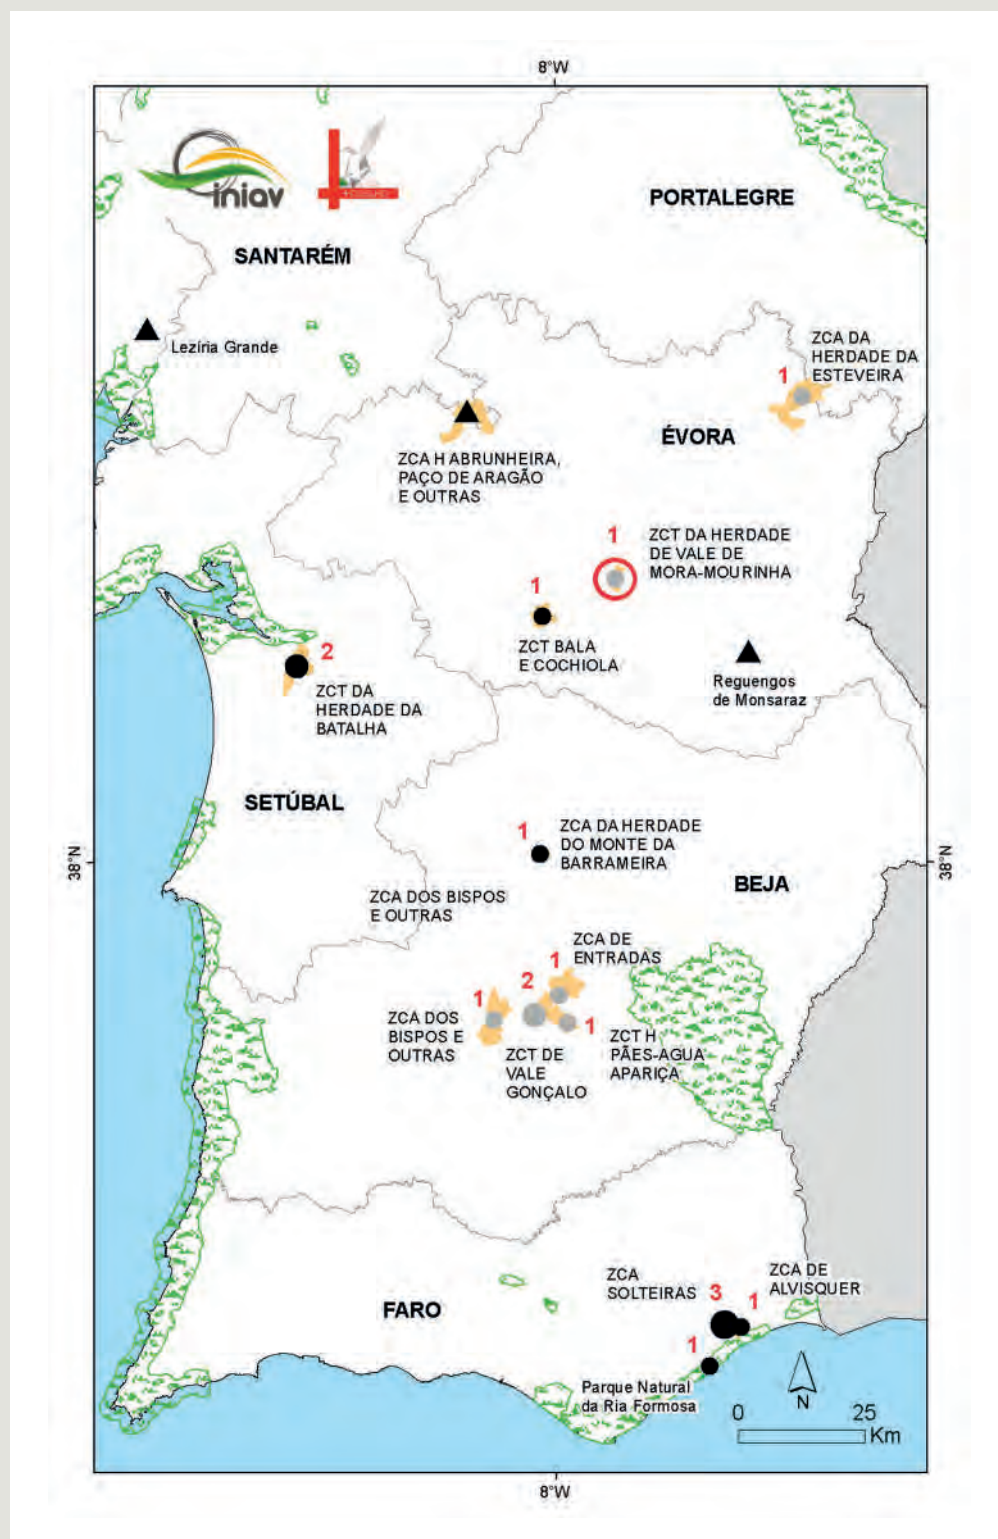 8°W
iniav
PORTALEGRE
SANTARÉM
Lezíria Grande
ZCA DA
HERDADE DA
ESTEVEIRA
1
ÉVORA
ZCA H ABRUNHEIRA,
PAÇO DE ARAGÃO
E OUTRAS
1
ZCT DA HERDADE
DE VALE DE
MORA-MOURINHA
1
ZCT BALA
E COCHIOLA
2
ZCT DA
HERDADE DA
BATALHA
Reguengos
de Monsaraz
SETÚBAL
1
ZCA DA HERDADE
DO MONTE DA
BARRAMEIRA
38°N
38°N
BEJA
ZCA DOS BISPOS
E OUTRAS
ZCA DE
ENTRADAS
1
2
1
1
ZCA DOS
BISPOS E
OUTRAS
ZCT DE
VALE
GONÇALO
ZCT H
PÃES-AGUA
APARIÇA
ZCA
SOLTEIRAS
ZCA DE
ALVISQUER
3
1
FARO
1
Parque Natural
da Ria Formosa
N
0 25
Km
8°W